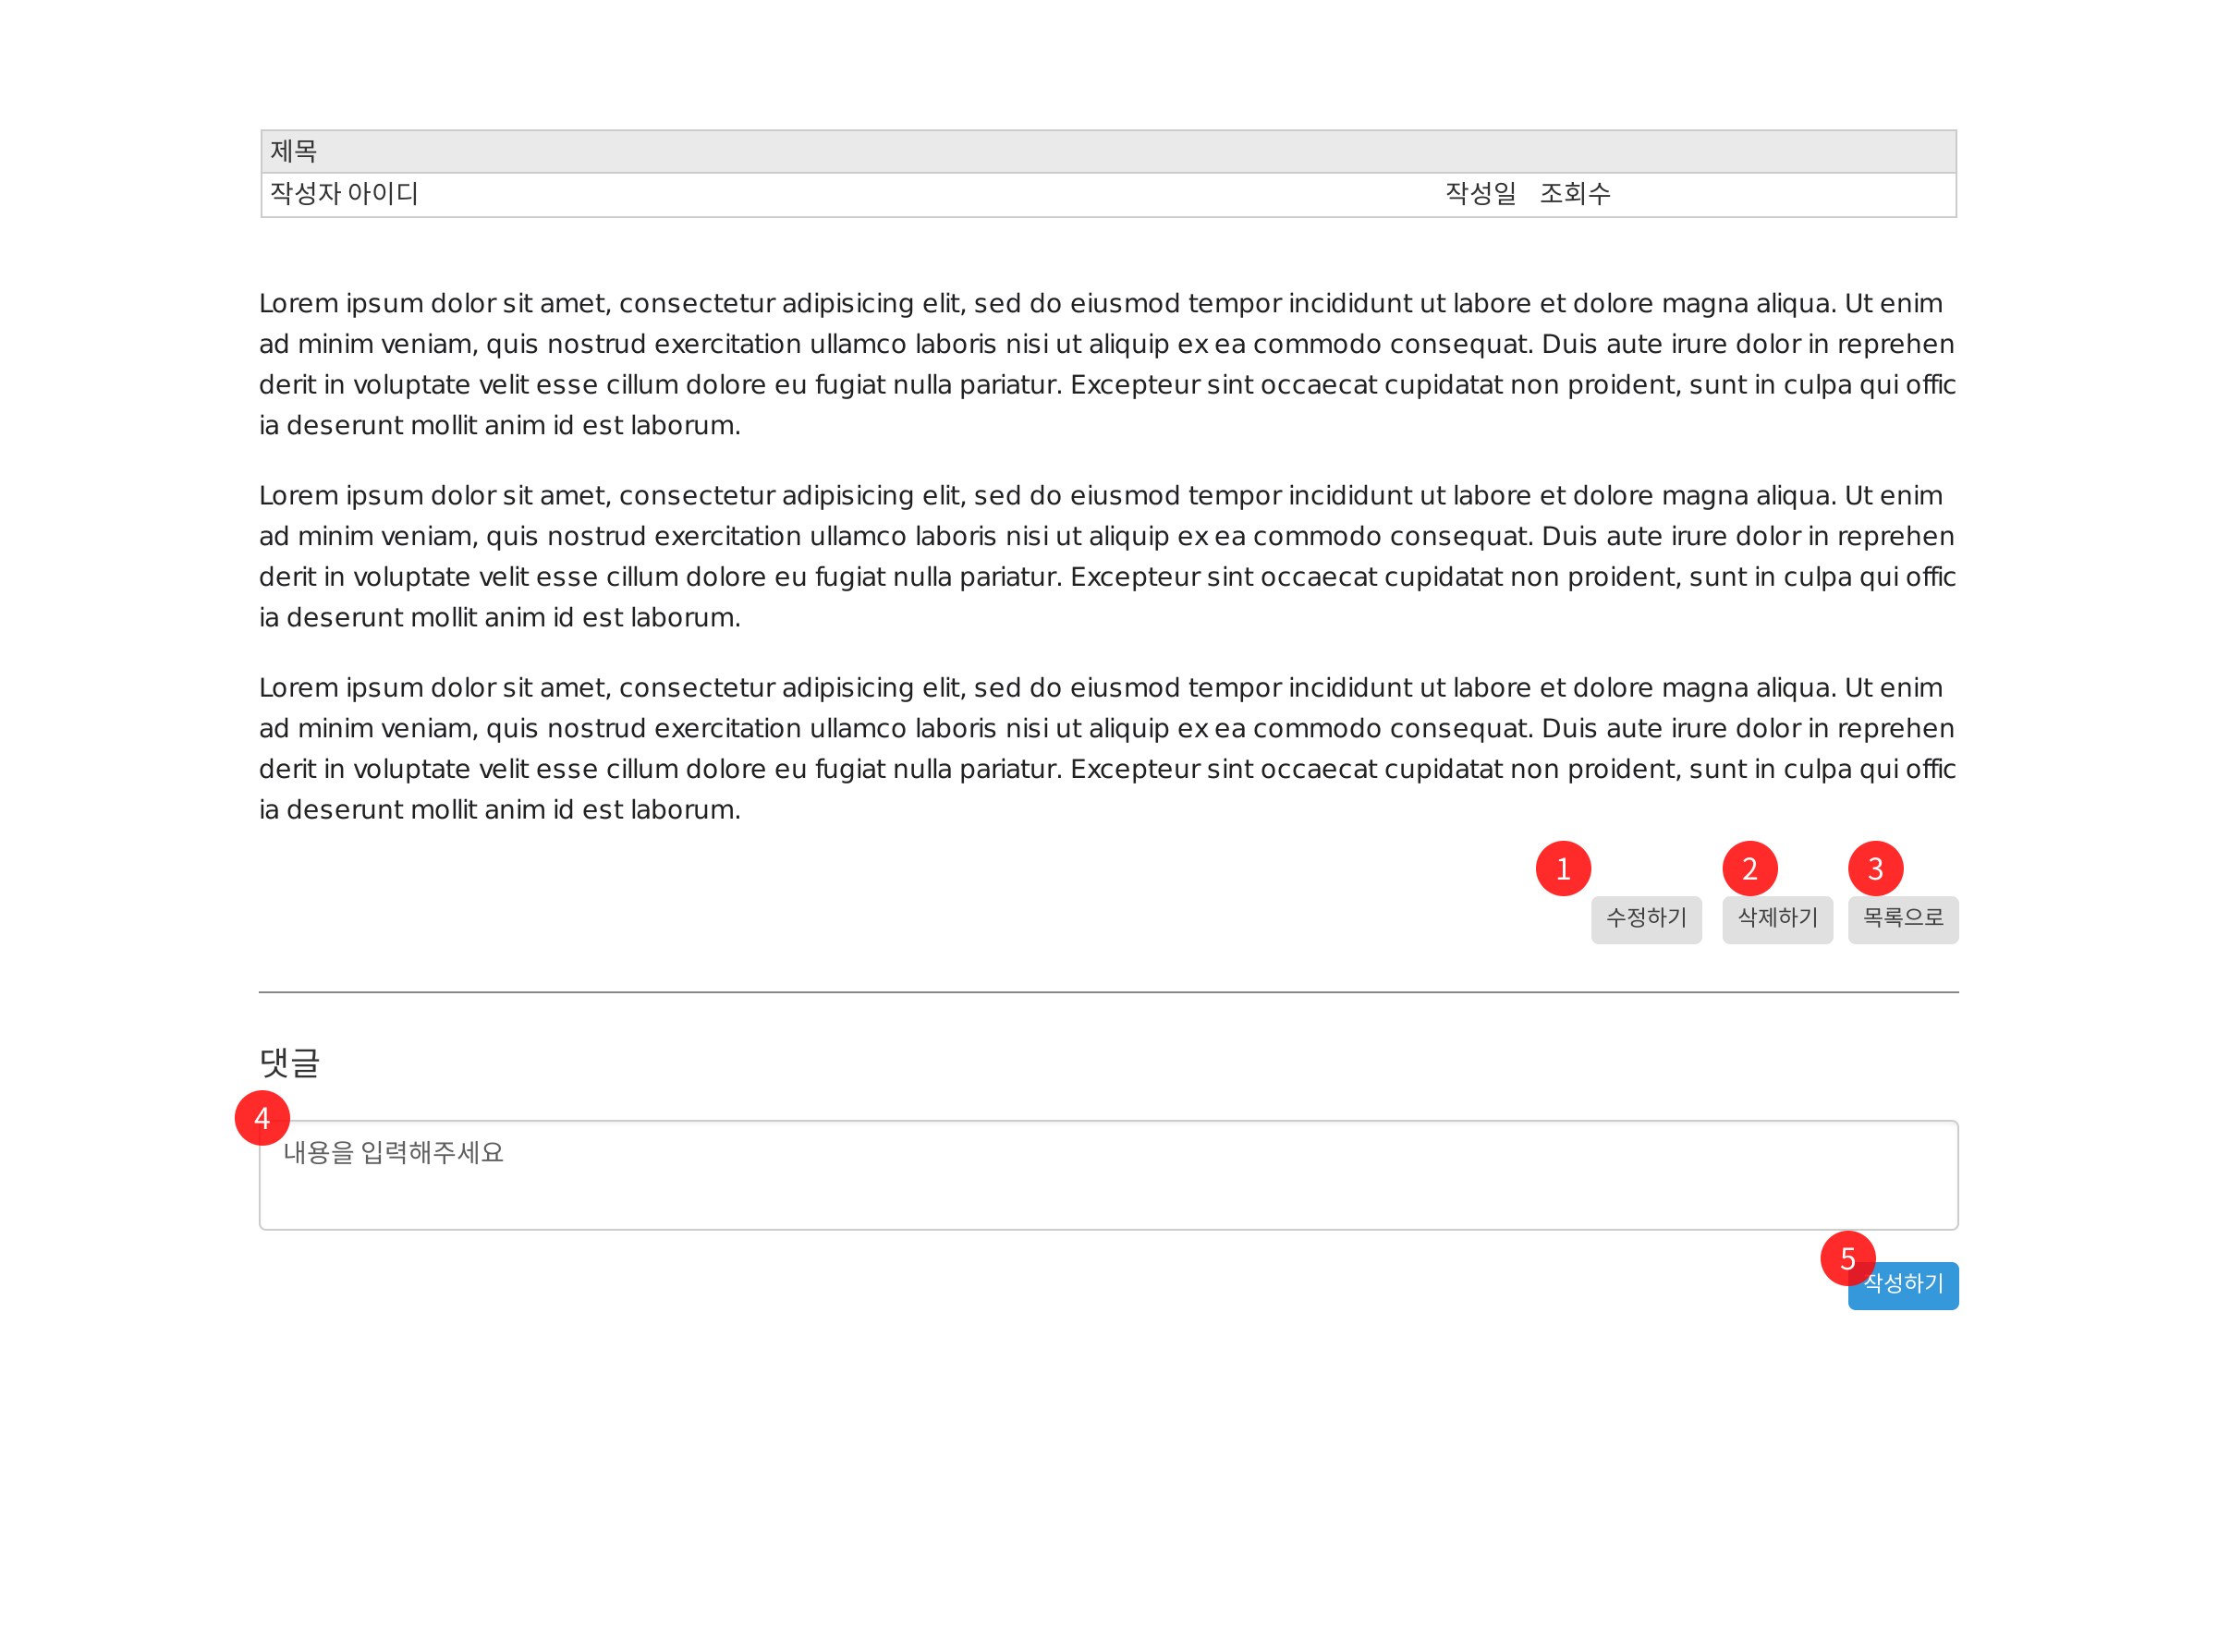 제목
작성자 아이디 작성일 조회수
Lorem ipsum dolor sit amet, consectetur adipisicing elit, sed do eiusmod tempor incididunt ut labore et dolore magna aliqua. Ut enim
ad minim veniam, quis nostrud exercitation ullamco laboris nisi ut aliquip ex ea commodo consequat. Duis aute irure dolor in reprehen
derit in voluptate velit esse cillum dolore eu fugiat nulla pariatur. Excepteur sint occaecat cupidatat non proident, sunt in culpa qui offic
ia deserunt mollit anim id est laborum.
Lorem ipsum dolor sit amet, consectetur adipisicing elit, sed do eiusmod tempor incididunt ut labore et dolore magna aliqua. Ut enim
ad minim veniam, quis nostrud exercitation ullamco laboris nisi ut aliquip ex ea commodo consequat. Duis aute irure dolor in reprehen
derit in voluptate velit esse cillum dolore eu fugiat nulla pariatur. Excepteur sint occaecat cupidatat non proident, sunt in culpa qui offic
ia deserunt mollit anim id est laborum.
Lorem ipsum dolor sit amet, consectetur adipisicing elit, sed do eiusmod tempor incididunt ut labore et dolore magna aliqua. Ut enim
ad minim veniam, quis nostrud exercitation ullamco laboris nisi ut aliquip ex ea commodo consequat. Duis aute irure dolor in reprehen
derit in voluptate velit esse cillum dolore eu fugiat nulla pariatur. Excepteur sint occaecat cupidatat non proident, sunt in culpa qui offic
ia deserunt mollit anim id est laborum.
1 2 3
수정하기 삭제하기 목록으로
댓글
4
내용을 입력해주세요
5
작성하기